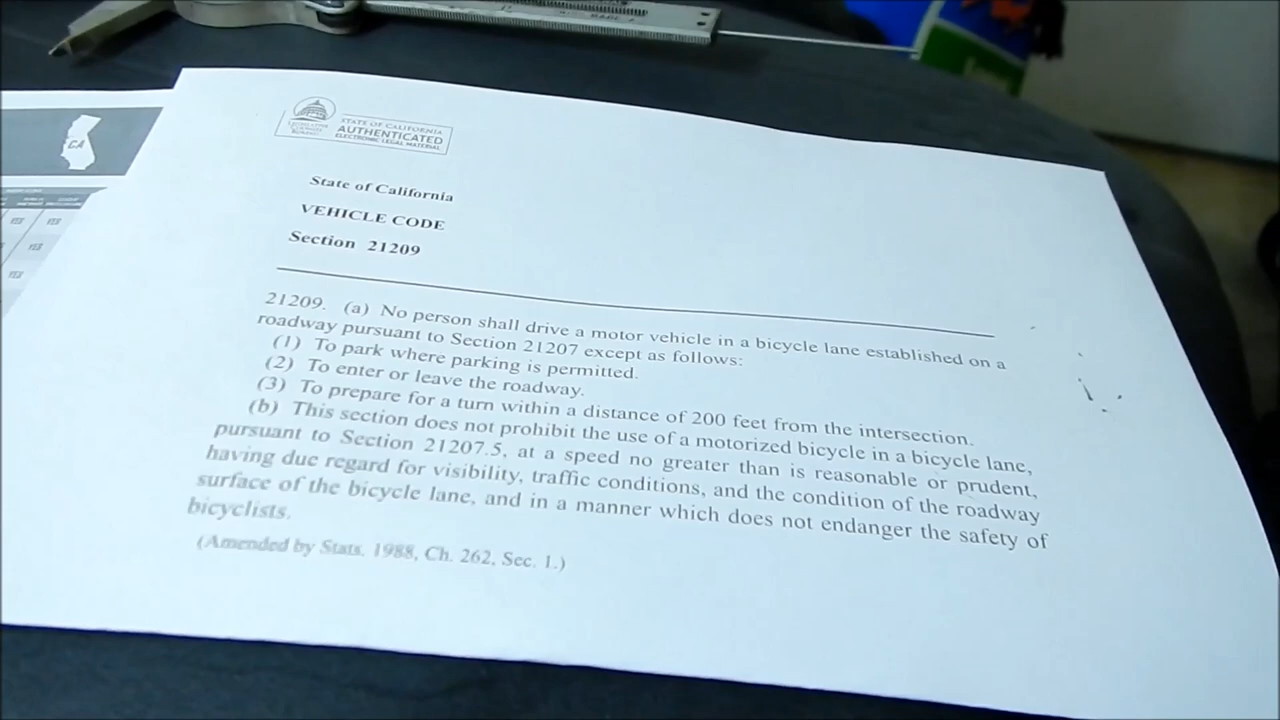 CA
YES YES
YES
YES
LEGISLATIVE
COUNSEL
BUREAU
STATE OF CALIFORNIA
AUTHENTICATED
ELECTRONIC LEGAL MATERIAL
State of California
VEHICLE CODE
Section 21209
21209. (a) No person shall drive a motor vehicle in a bicycle lane established on a
roadway pursuant to Section 21207 except as follows:
(1) To park where parking is permitted.
(2) To enter or leave the roadway.
(3) To prepare for a turn within a distance of 200 feet from the intersection.
(b) This section does not prohibit the use of a motorized bicycle in a bicycle lane,
pursuant to Section 21207.5, at a speed no greater than is reasonable or prudent,
having due regard for visibility, traffic conditions, and the condition of the roadway
surface of the bicycle lane, and in a manner which does not endanger the safety of
bicyclists.
(Amended by Stats. 1988, Ch. 262, Sec. 1.)